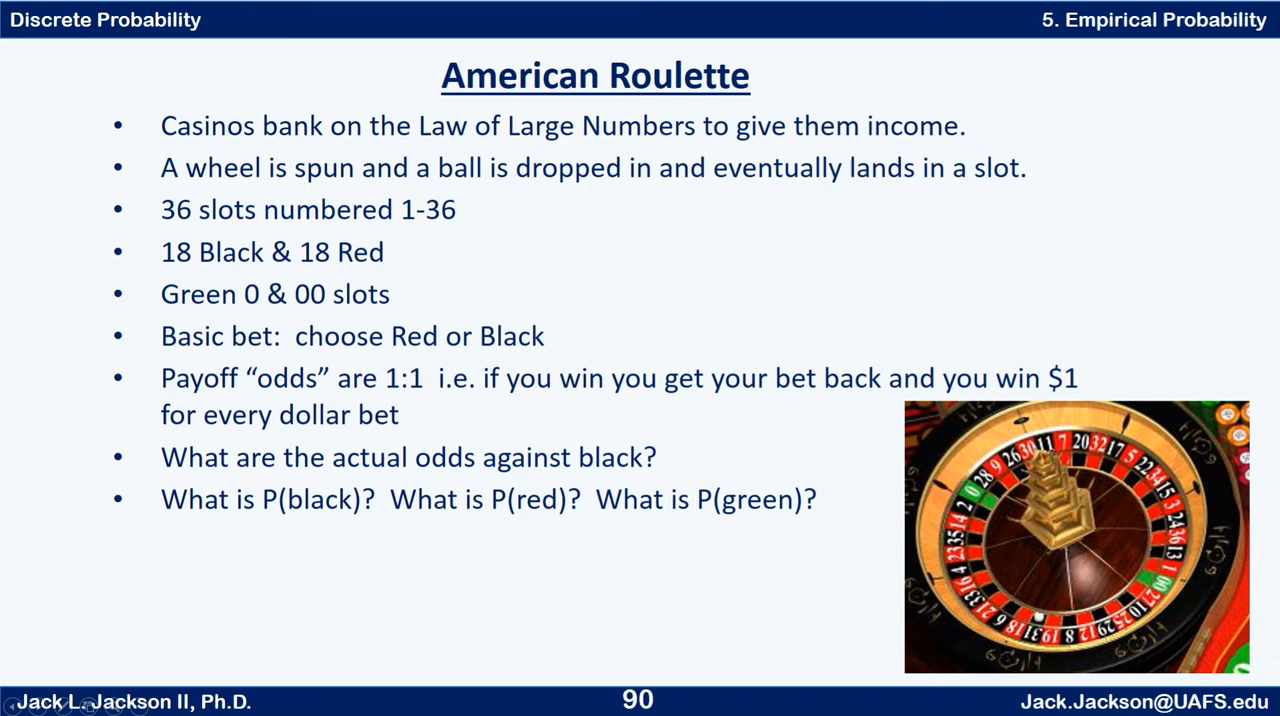 Discrete Probability
5. Empirical Probability
American Roulette
• Casinos bank on the Law of Large Numbers to give them income.
• A wheel is spun and a ball is dropped in and eventually lands in a slot.
• 36 slots numbered 1-36
• 18 Black & 18 Red
• Green 0 & 00 slots
• Basic bet:  choose Red or Black
• Payoff “odds” are 1:1  i.e. if you win you get your bet back and you win $1
for every dollar bet
• What are the actual odds against black?
• What is P(black)?  What is P(red)?  What is P(green)?
Jack L. Jackson II, Ph.D.
90
Jack.Jackson@UAFS.edu